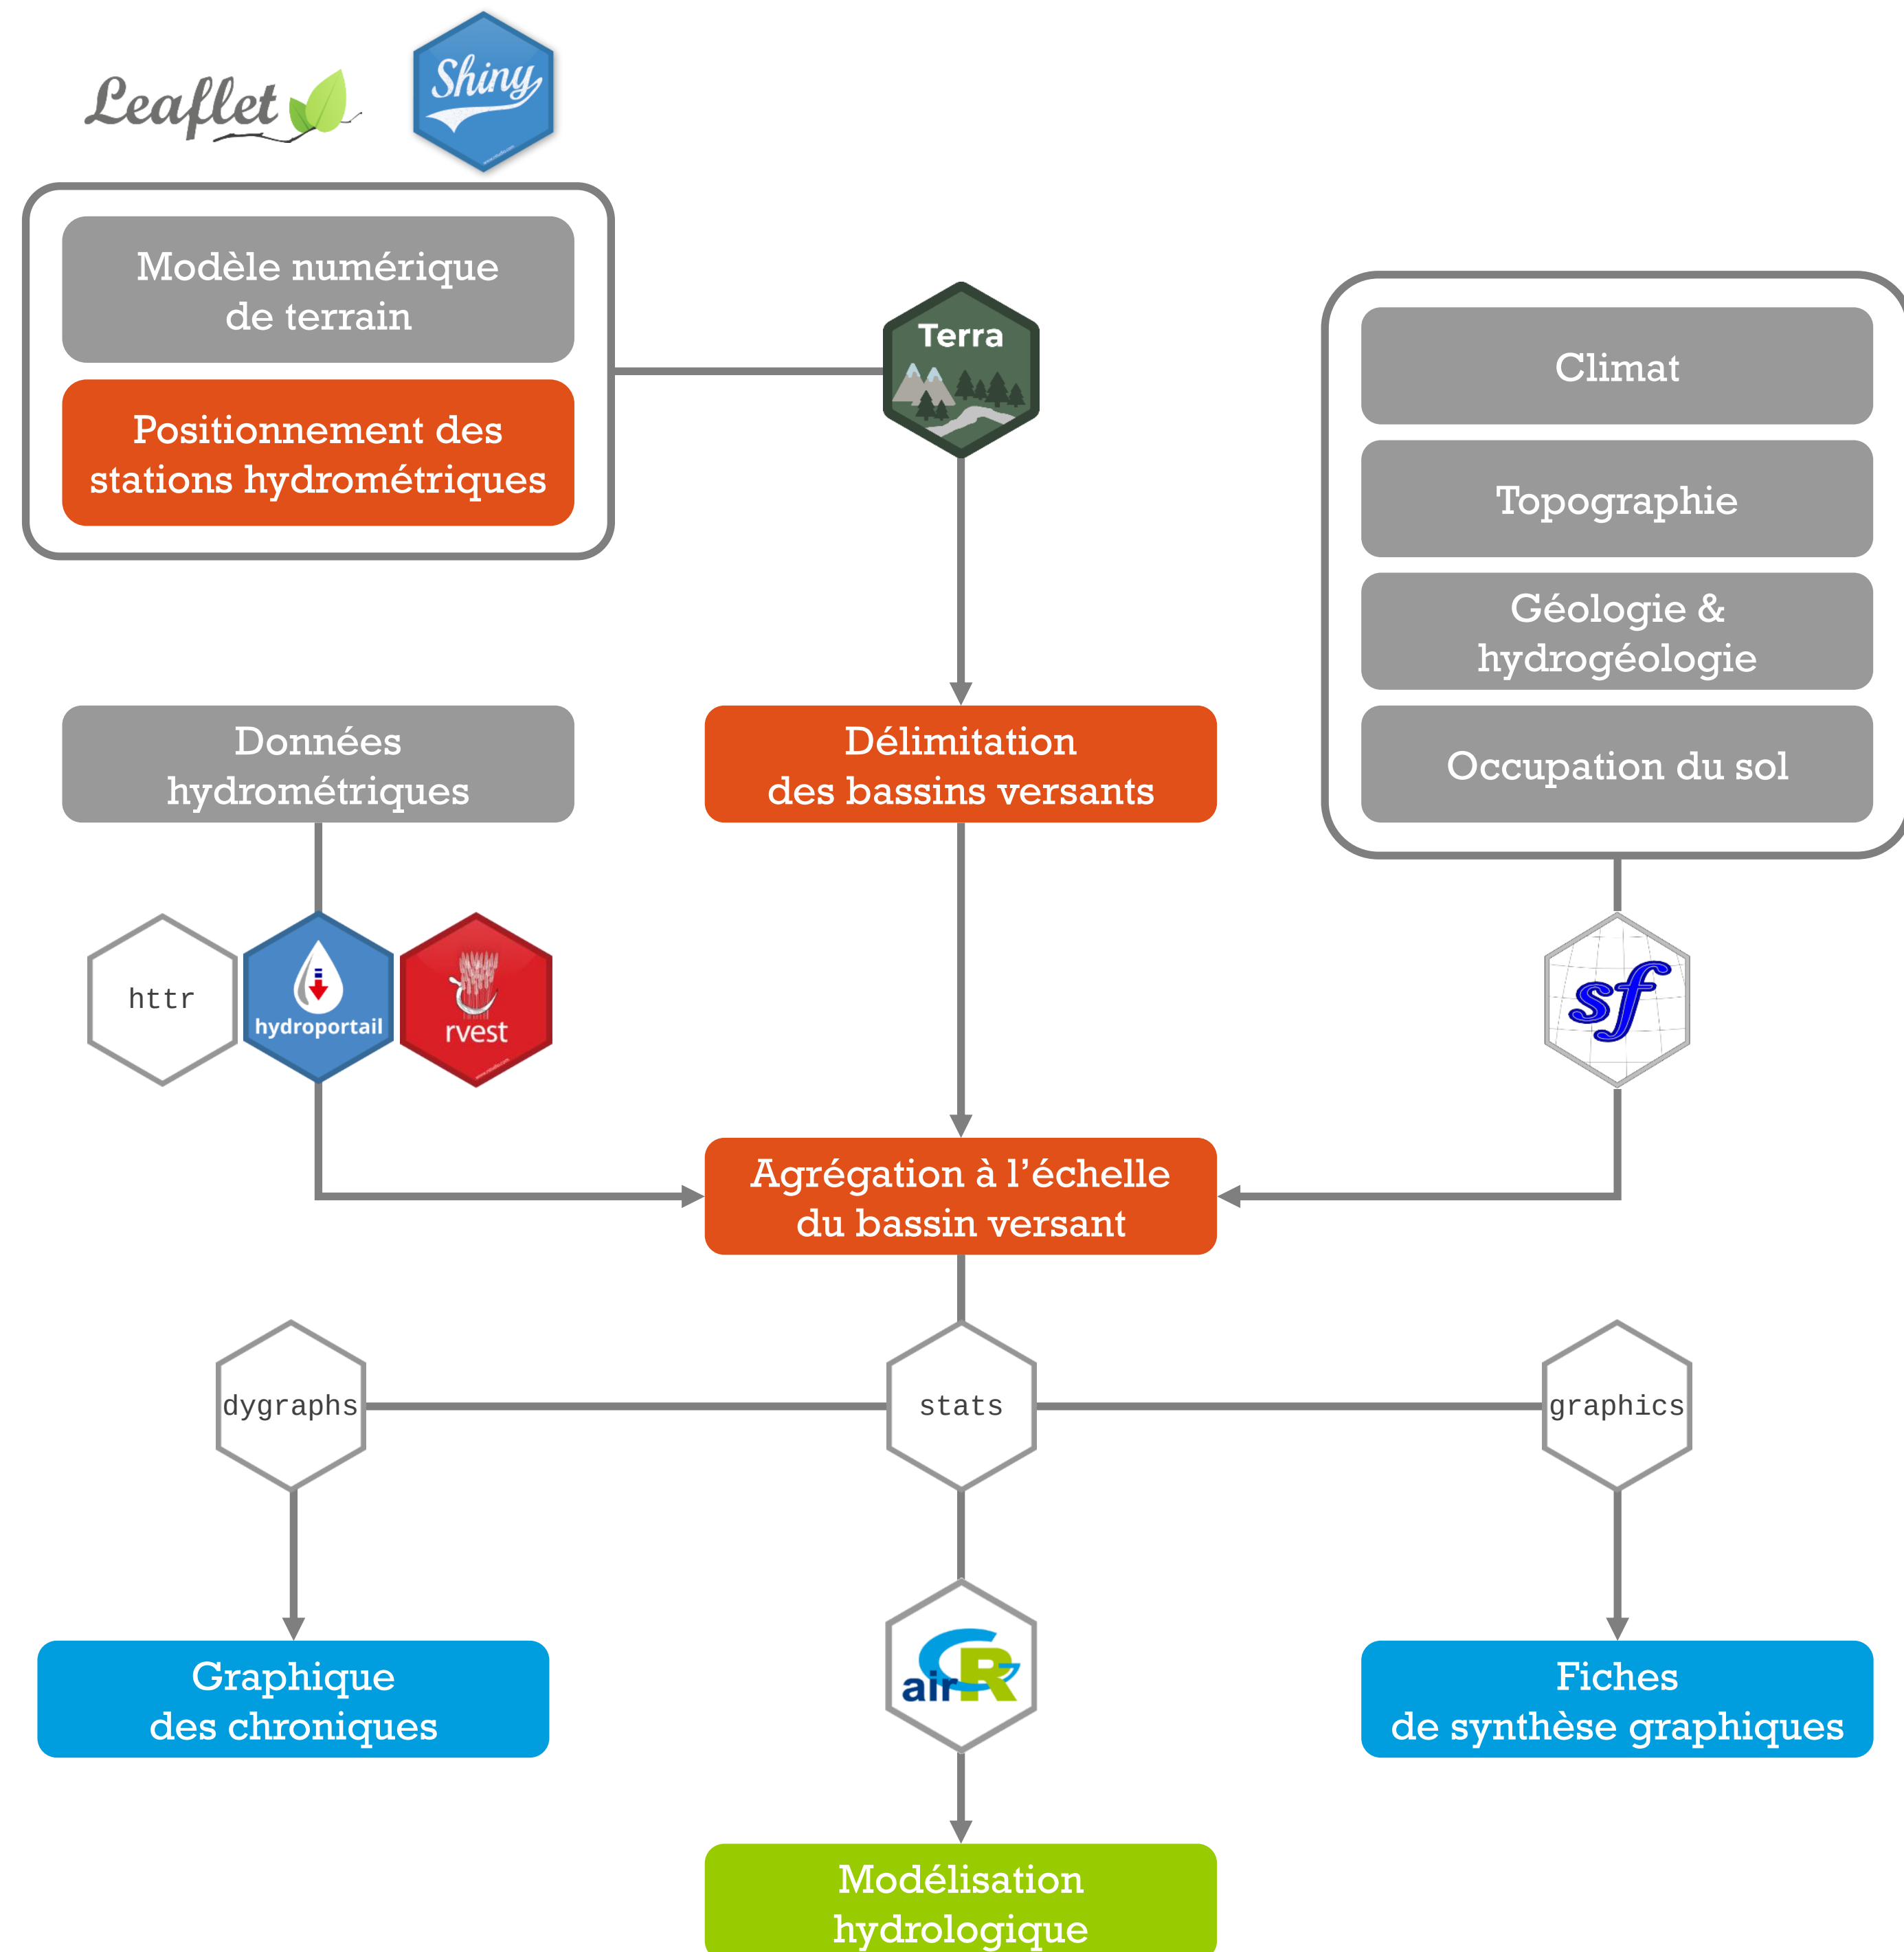 Leaflet
Shiny
Modèle numérique
de terrain
Positionnement des
stations hydrométriques
Terra
Climat
Topographie
Géologie &
hydrogéologie
Occupation du sol
Données
hydrométriques
Délimitation
des bassins versants
httr
hydroportail
rvest
sf
Agrégation à l’échelle
du bassin versant
dygraphs
stats
graphics
airGR
Graphique
des chroniques
Fiches
de synthèse graphiques
Modélisation
hydrologique